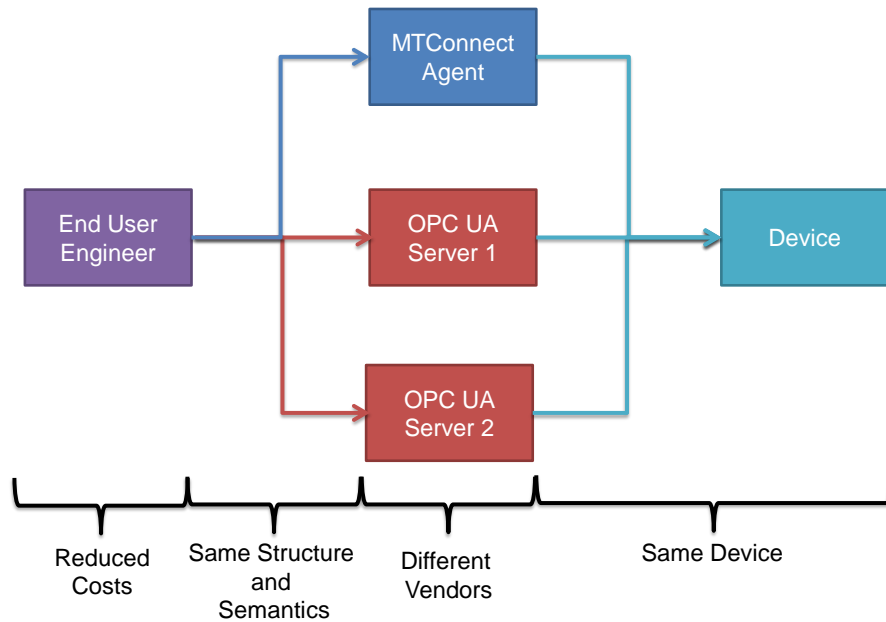 MTConnect
Agent
End User
Engineer
OPC UA
Server 1
Device
OPC UA
Server 2
Reduced
Costs
Same Structure
and
Semantics
Different
Vendors
Same Device